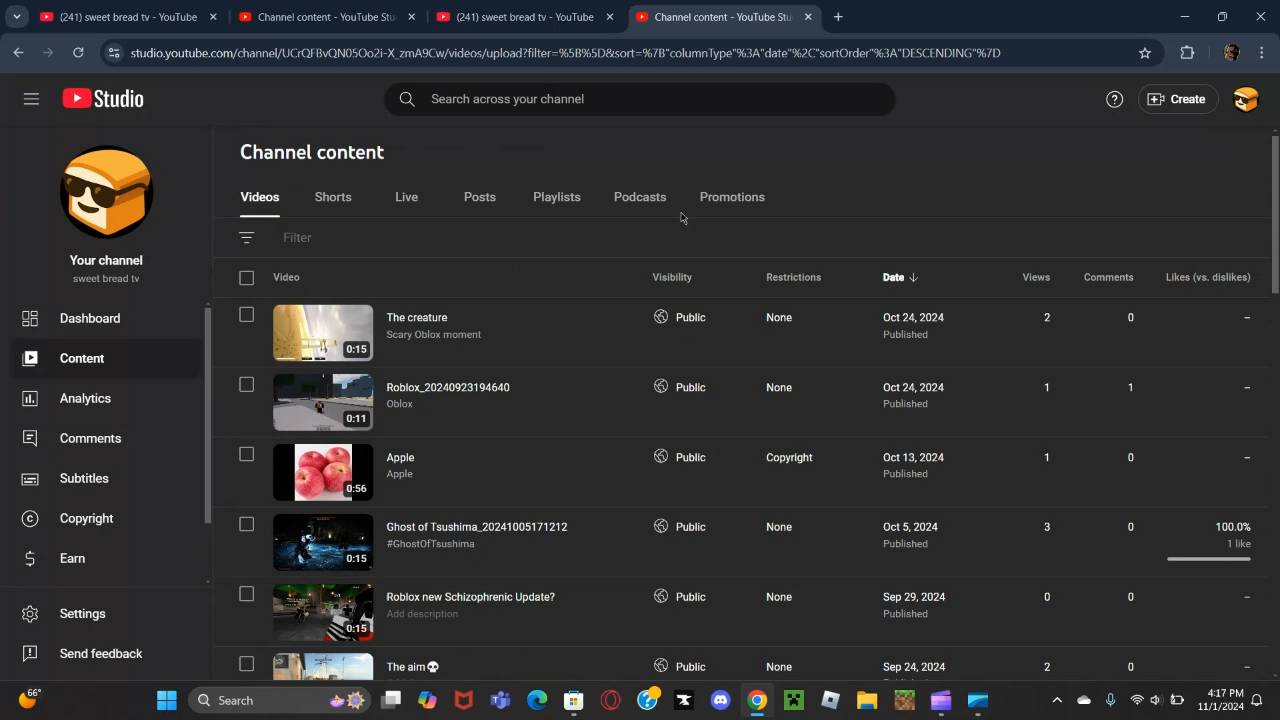 (241) sweet bread tv - YouTube
Channel content - YouTube Stu
(241) sweet bread tv - YouTube
Channel content - YouTube Stu
studio.youtube.com/channel/UCrQFBvQN05Oo2i-X_zmA9Cw/videos/upload?filter=%5B%5D&sort=%7B"columnType"%3A"date"%2C"sortOrder"%3A"DESCENDING"%7D
Studio
Search across your channel
Create
Your channel
sweet bread tv
Dashboard
Content
Analytics
Comments
Subtitles
Copyright
Earn
Settings
Send feedback
Channel content
Videos Shorts Live Posts Playlists Podcasts Promotions
Filter
Video Visibility Restrictions Date Views Comments Likes (vs. dislikes)
0:15 The creature Public None Oct 24, 2024 2 0 –
Scary Oblox moment Published
0:11 Roblox_20240923194640 Public None Oct 24, 2024 1 1 –
Oblox Published
0:56 Apple Public Copyright Oct 13, 2024 1 0 –
Apple Published
0:15 Ghost of Tsushima_20241005171212 Public None Oct 5, 2024 3 0 100.0%
#GhostOfTsushima Published 1 like
0:15 Roblox new Schizophrenic Update? Public None Sep 29, 2024 0 0 –
Add description Published
The aim💀 Public None Sep 24, 2024 2 0 –
66°
Search
4:17 PM
11/1/2024